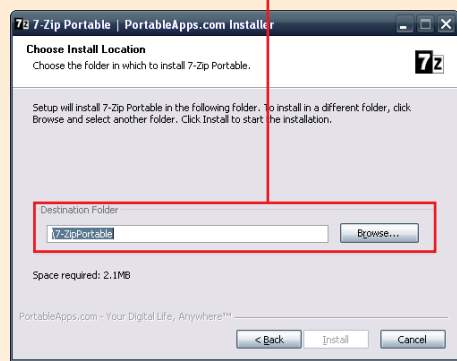 7z 7-Zip Portable | PortableApps.com Installer
Choose Install Location
Choose the folder in which to install 7-Zip Portable.
7z
Setup will install 7-Zip Portable in the following folder. To install in a different folder, click
Browse and select another folder. Click Install to start the installation.
Destination Folder
\7-ZipPortable
Browse...
Space required: 2.1MB
PortableApps.com - Your Digital Life, Anywhere™
< Back
Install
Cancel